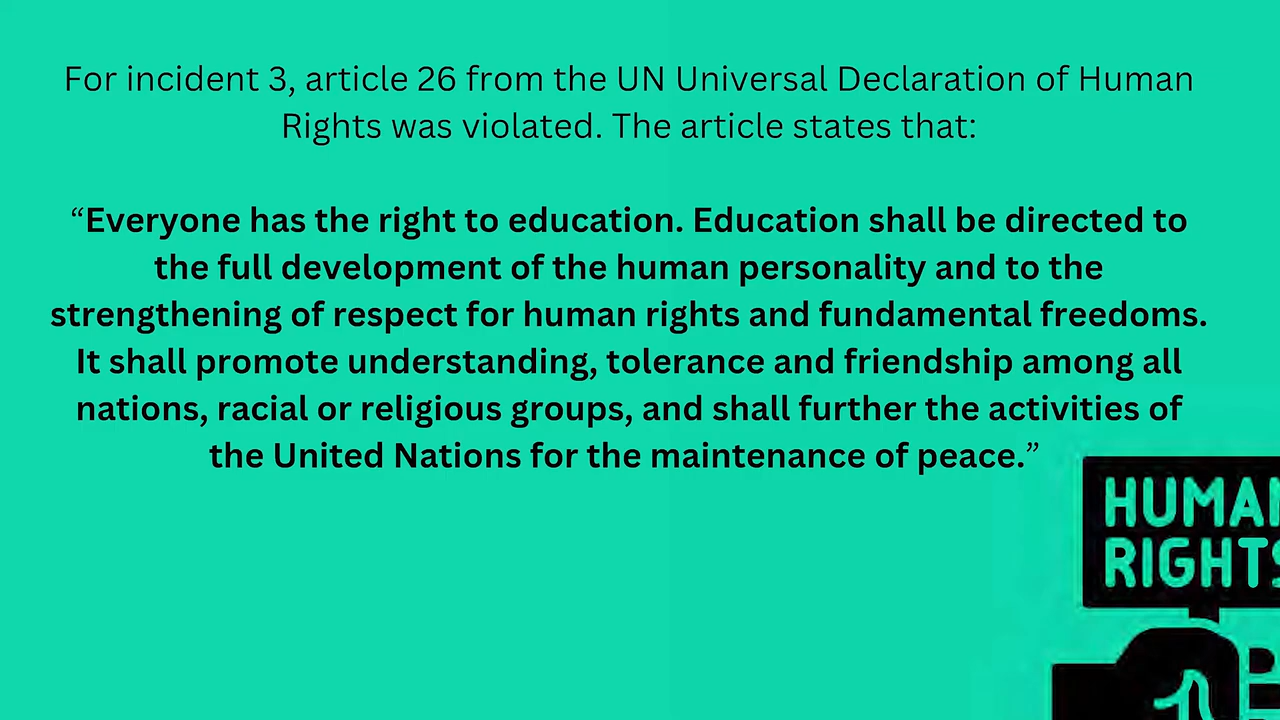 For incident 3, article 26 from the UN Universal Declaration of Human
Rights was violated. The article states that:
“Everyone has the right to education. Education shall be directed to
the full development of the human personality and to the
strengthening of respect for human rights and fundamental freedoms.
It shall promote understanding, tolerance and friendship among all
nations, racial or religious groups, and shall further the activities of
the United Nations for the maintenance of peace.”
HUMAN
RIGHTS